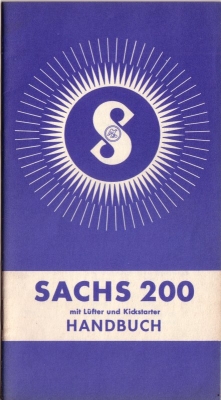 S
SACHS 200
mit Lüfter und Kickstarter
HANDBUCH